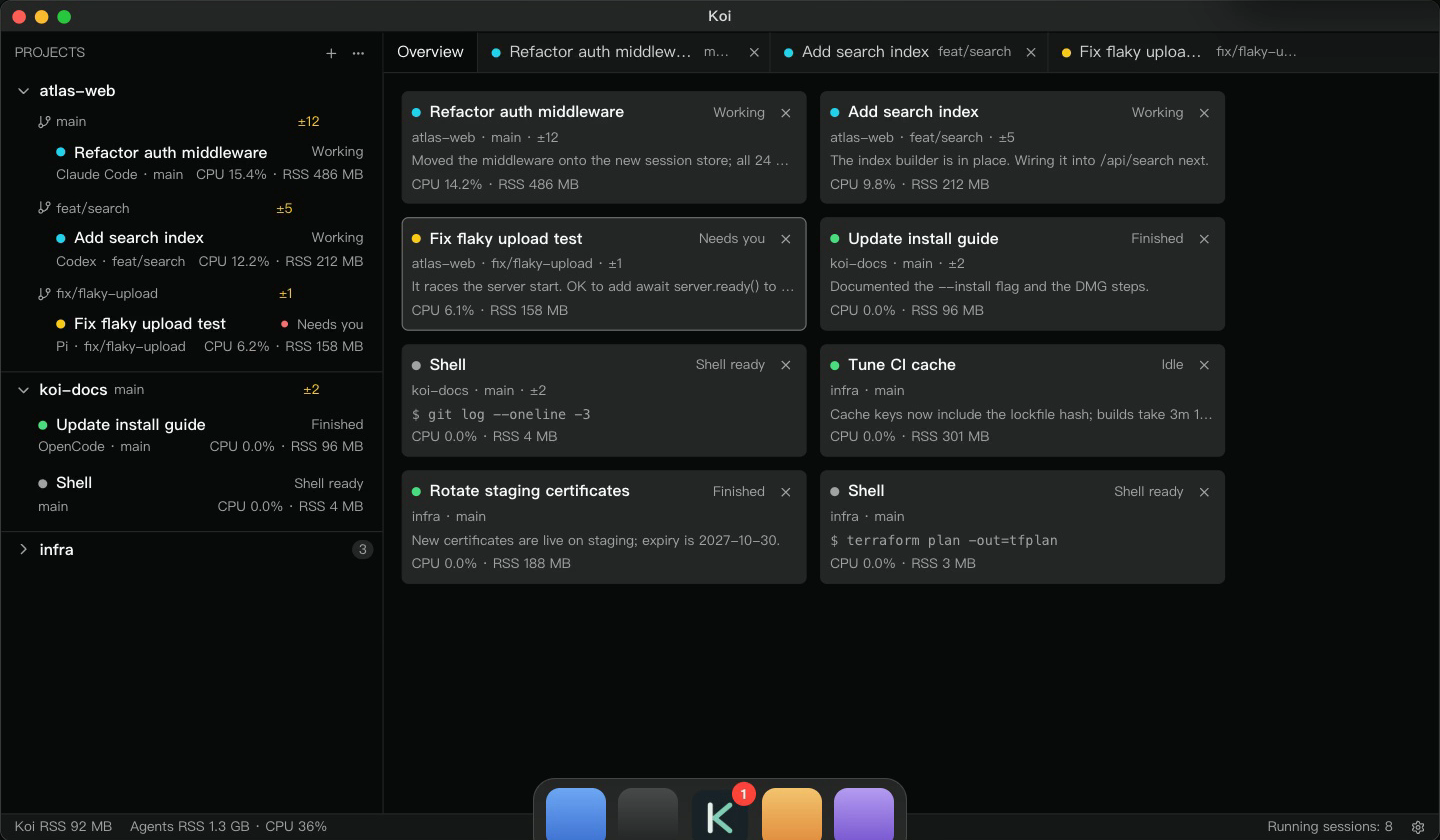 Koi
PROJECTS
atlas-web
main ±12
Refactor auth middleware Working
Claude Code · main CPU 15.4% · RSS 486 MB
feat/search ±5
Add search index Working
Codex · feat/search CPU 12.2% · RSS 212 MB
fix/flaky-upload ±1
Fix flaky upload test Needs you
Pi · fix/flaky-upload CPU 6.2% · RSS 158 MB
koi-docs main ±2
Update install guide Finished
OpenCode · main CPU 0.0% · RSS 96 MB
Shell Shell ready
main CPU 0.0% · RSS 4 MB
infra 3
Overview Refactor auth middlew… m… Add search index feat/search Fix flaky uploa… fix/flaky-u…
Refactor auth middleware Working
atlas-web · main · ±12
Moved the middleware onto the new session store; all 24 …
CPU 14.2% · RSS 486 MB
Add search index Working
atlas-web · feat/search · ±5
The index builder is in place. Wiring it into /api/search next.
CPU 9.8% · RSS 212 MB
Fix flaky upload test Needs you
atlas-web · fix/flaky-upload · ±1
It races the server start. OK to add await server.ready() to …
CPU 6.1% · RSS 158 MB
Update install guide Finished
koi-docs · main · ±2
Documented the --install flag and the DMG steps.
CPU 0.0% · RSS 96 MB
Shell Shell ready
koi-docs · main · ±2
$ git log --oneline -3
CPU 0.0% · RSS 4 MB
Tune CI cache Idle
infra · main
Cache keys now include the lockfile hash; builds take 3m 1…
CPU 0.0% · RSS 301 MB
Rotate staging certificates Finished
infra · main
New certificates are live on staging; expiry is 2027-10-30.
CPU 0.0% · RSS 188 MB
Shell Shell ready
infra · main
$ terraform plan -out=tfplan
CPU 0.0% · RSS 3 MB
K 1
Koi RSS 92 MB Agents RSS 1.3 GB · CPU 36% Running sessions: 8